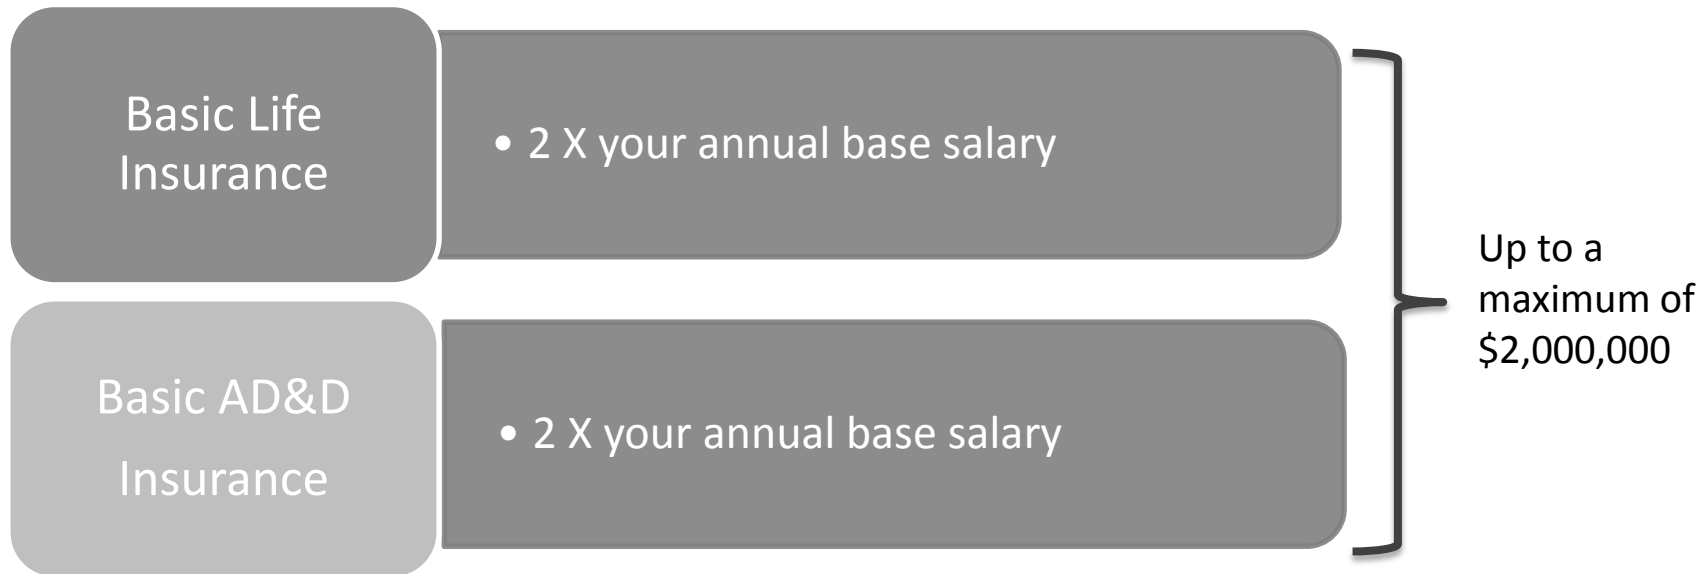 Basic Life
Insurance
• 2 X your annual base salary
Basic AD&D
Insurance
• 2 X your annual base salary
Up to a
maximum of
$2,000,000